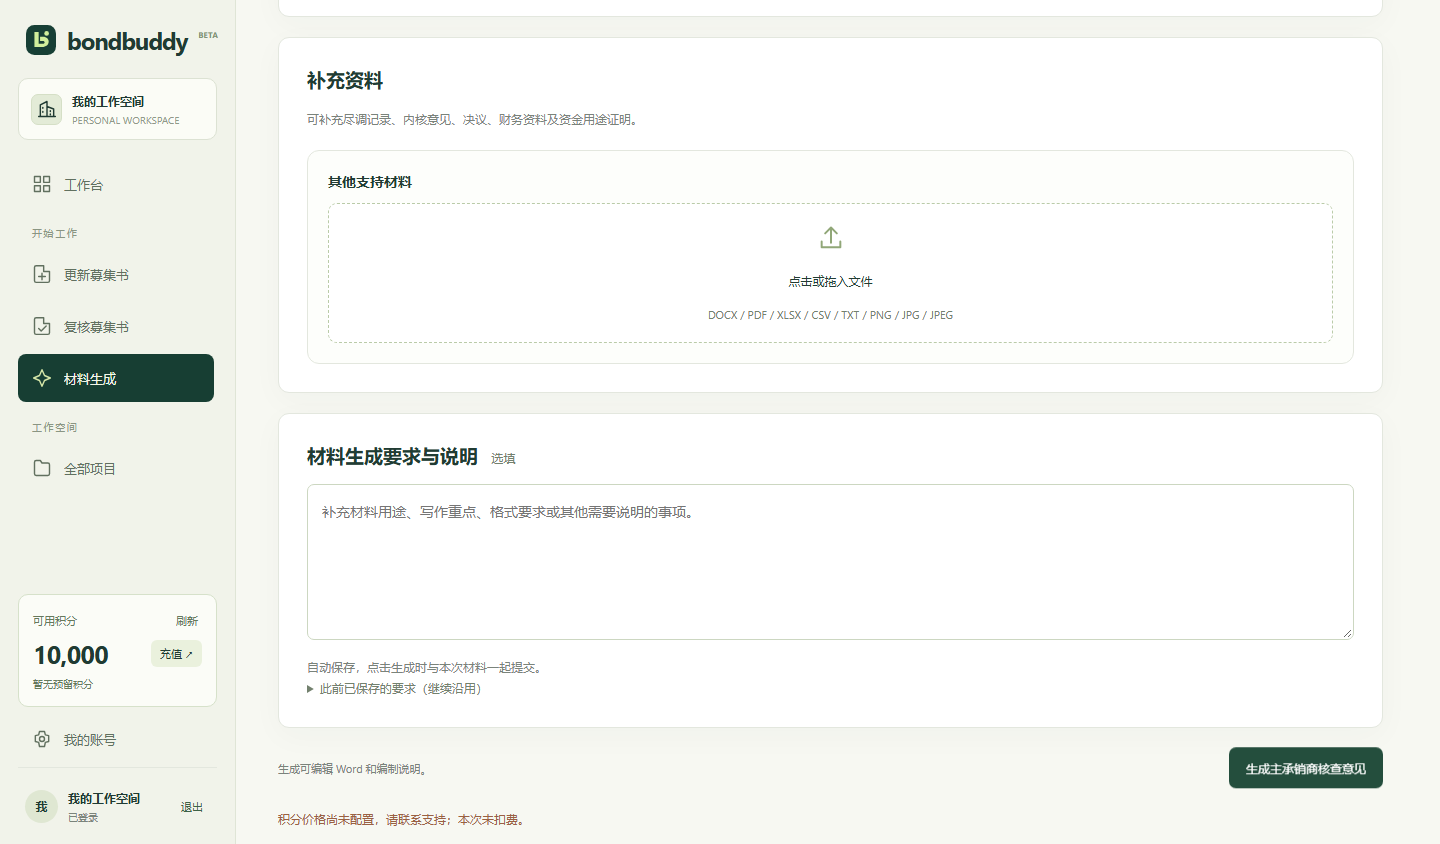 bondbuddy BETA
我的工作空间
PERSONAL WORKSPACE
工作台
开始工作
更新募集书
复核募集书
材料生成
工作空间
全部项目
可用积分 刷新
10,000 充值 ↗
暂无预留积分
我的账号
我 我的工作空间 退出
已登录
补充资料
可补充尽调记录、内核意见、决议、财务资料及资金用途证明。
其他支持材料
点击或拖入文件
DOCX / PDF / XLSX / CSV / TXT / PNG / JPG / JPEG
材料生成要求与说明 选填
补充材料用途、写作重点、格式要求或其他需要说明的事项。
自动保存，点击生成时与本次材料一起提交。
▶ 此前已保存的要求（继续沿用）
生成可编辑 Word 和编制说明。
生成主承销商核查意见
积分价格尚未配置，请联系支持；本次未扣费。